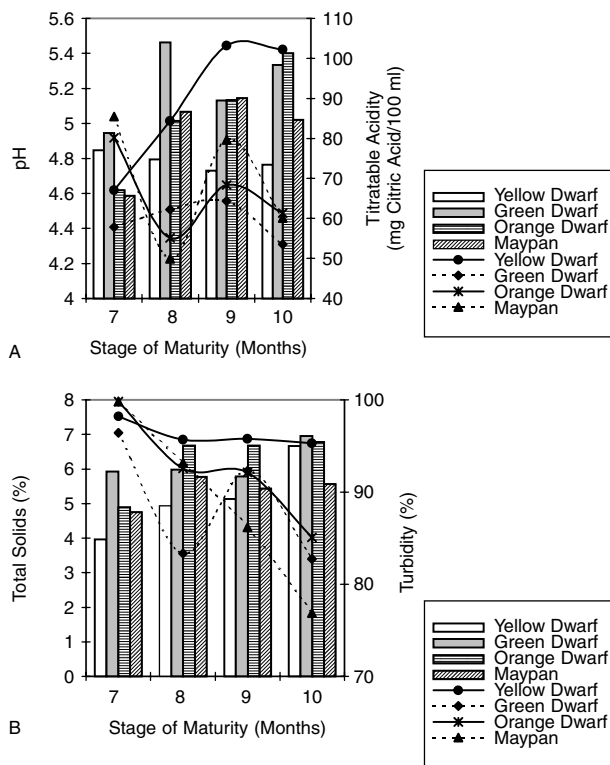 5.6
5.4
5.2
5
4.8
4.6
4.4
4.2
4
pH
110
100
90
80
70
60
50
40
Titratable Acidity
(mg Citric Acid/100 ml)
7 8 9 10
A
Stage of Maturity (Months)
Yellow Dwarf
Green Dwarf
Orange Dwarf
Maypan
Yellow Dwarf
Green Dwarf
Orange Dwarf
Maypan
8
7
6
5
4
3
2
1
0
Total Solids (%)
100
90
80
70
Turbidity (%)
7 8 9 10
B
Stage of Maturity (Months)
Yellow Dwarf
Green Dwarf
Orange Dwarf
Maypan
Yellow Dwarf
Green Dwarf
Orange Dwarf
Maypan